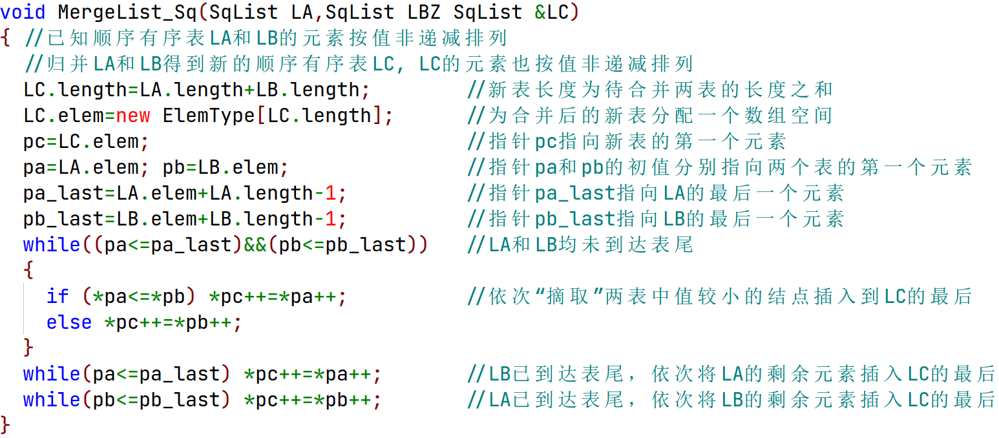 void MergeList_Sq(SqList LA,SqList LBZ SqList &LC)
{ //已知顺序有序表LA和LB的元素按值非递减排列
  //归并LA和LB得到新的顺序有序表LC, LC的元素也按值非递减排列
  LC.length=LA.length+LB.length;        //新表长度为待合并两表的长度之和
  LC.elem=new ElemType[LC.length];      //为合并后的新表分配一个数组空间
  pc=LC.elem;                           //指针pc指向新表的第一个元素
  pa=LA.elem; pb=LB.elem;               //指针pa和pb的初值分别指向两个表的第一个元素
  pa_last=LA.elem+LA.length-1;          //指针pa_last指向LA的最后一个元素
  pb_last=LB.elem+LB.length-1;          //指针pb_last指向LB的最后一个元素
  while((pa<=pa_last)&&(pb<=pb_last))   //LA和LB均未到达表尾
  {
    if (*pa<=*pb) *pc++=*pa++;          //依次“摘取”两表中值较小的结点插入到LC的最后
    else *pc++=*pb++;
  }
  while(pa<=pa_last) *pc++=*pa++;       //LB已到达表尾，依次将LA的剩余元素插入LC的最后
  while(pb<=pb_last) *pc++=*pb++;       //LA已到达表尾，依次将LB的剩余元素插入LC的最后
}